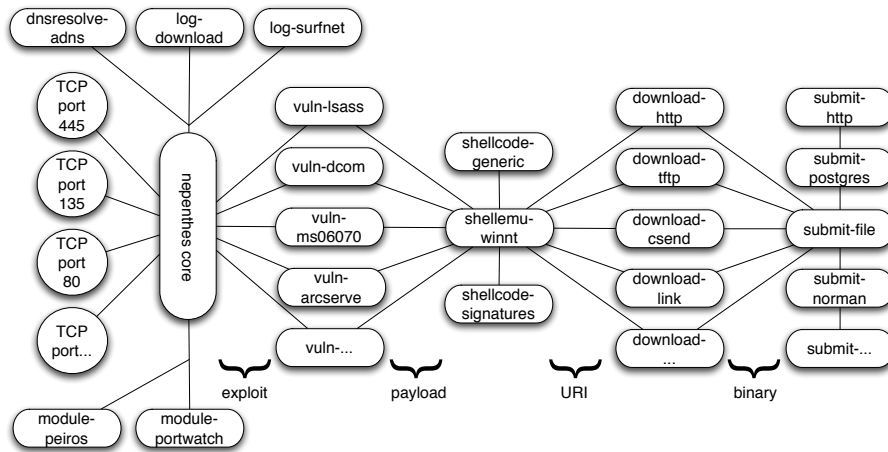 dnsresolve-
adns
log-
download
log-surfnet
TCP
port
445
TCP
port
135
TCP
port
80
TCP
port...
nepenthes core
module-
peiros
module-
portwatch
vuln-lsass
vuln-dcom
vuln-
ms06070
vuln-
arcserve
vuln-...
shellcode-
generic
shellemu-
winnt
shellcode-
signatures
download-
http
download-
tftp
download-
csend
download-
link
download-
...
submit-
http
submit-
postgres
submit-file
submit-
norman
submit-...
exploit
payload
URI
binary